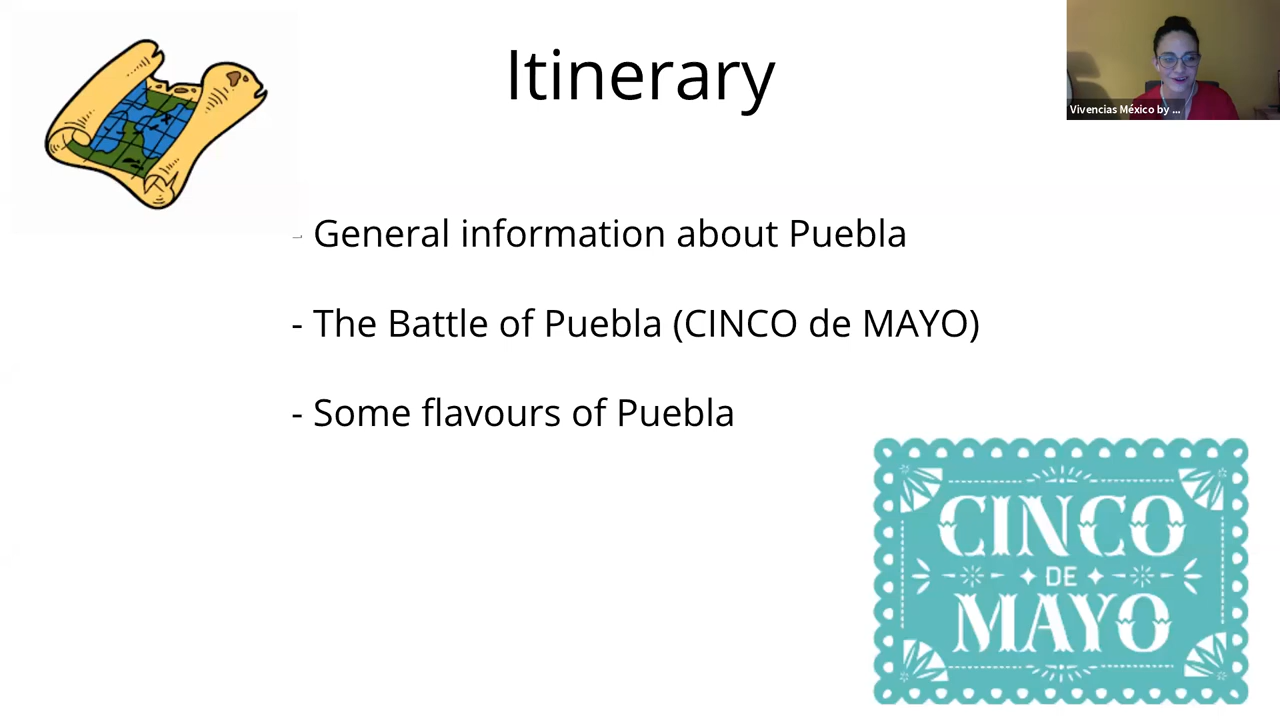 Itinerary
Vivencias México by ...
- General information about Puebla
- The Battle of Puebla (CINCO de MAYO)
- Some flavours of Puebla
CINCO
DE
MAYO